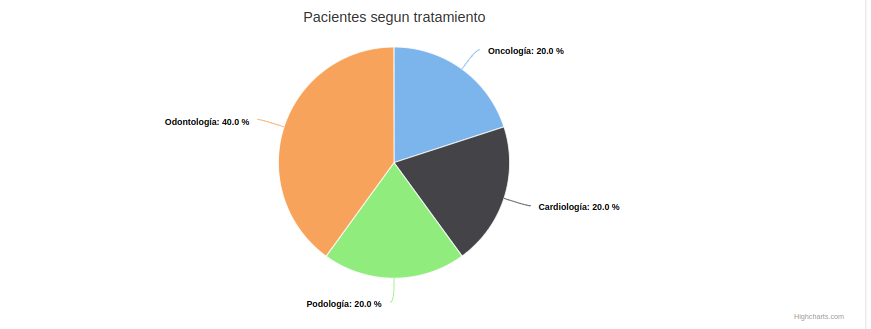 Pacientes segun tratamiento
Oncología: 20.0 %
Odontología: 40.0 %
Cardiología: 20.0 %
Podología: 20.0 %
Highcharts.com